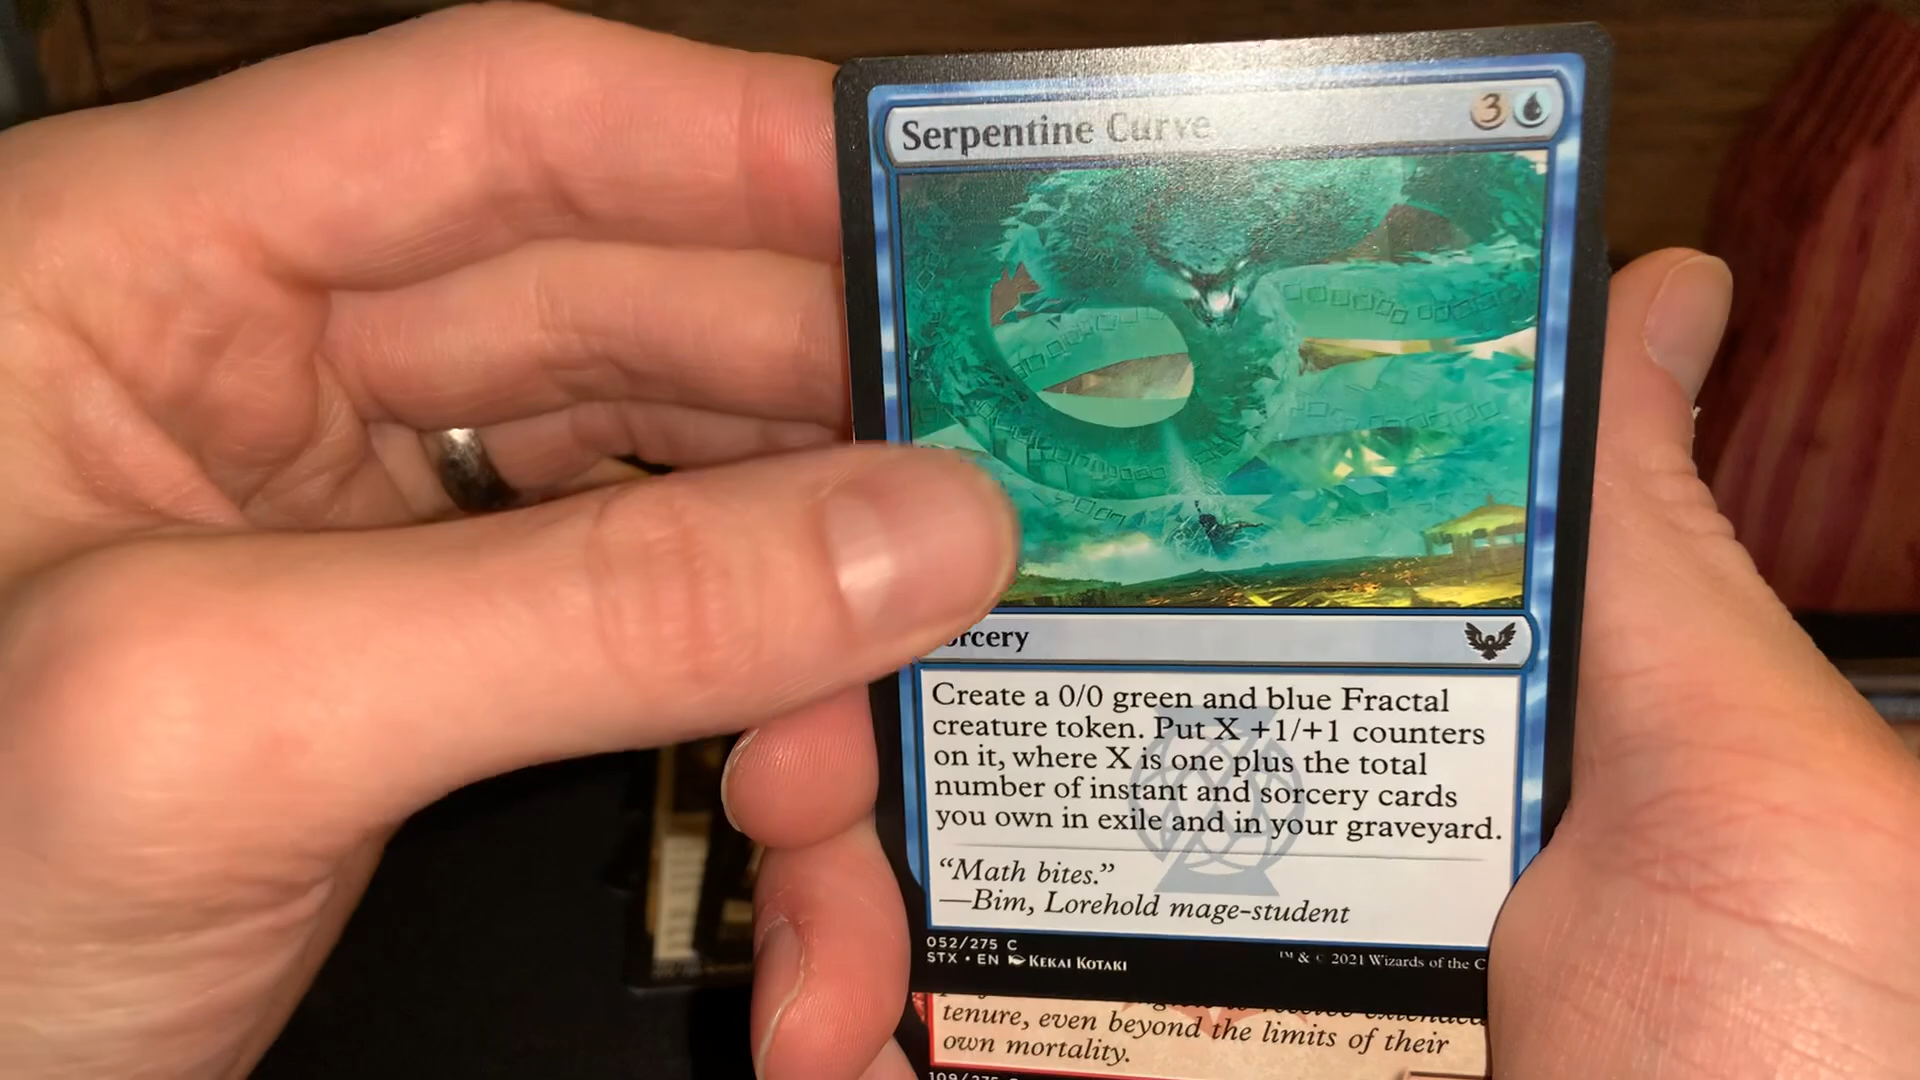 Serpentine Curve 3
orcery
Create a 0/0 green and blue Fractal
creature token. Put X +1/+1 counters
on it, where X is one plus the total
number of instant and sorcery cards
you own in exile and in your graveyard.
“Math bites.”
—Bim, Lorehold mage-student
052/275 C
STX • EN KEKAI KOTAKI
™ & © 2021 Wizards of the C
tenure, even beyond the limits of their
own mortality.
109/275